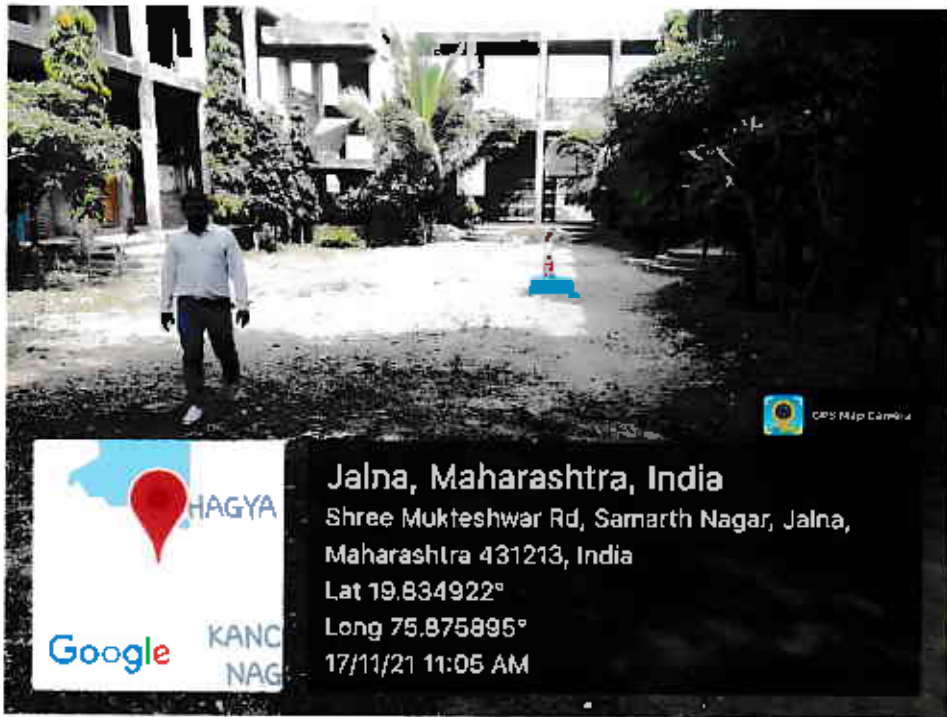 GPS Map Camera
HAGYA
KANC
NAG
Google
Jalna, Maharashtra, India
Shree Mukteshwar Rd, Samarth Nagar, Jalna,
Maharashtra 431213, India
Lat 19.834922°
Long 75.875895°
17/11/21 11:05 AM